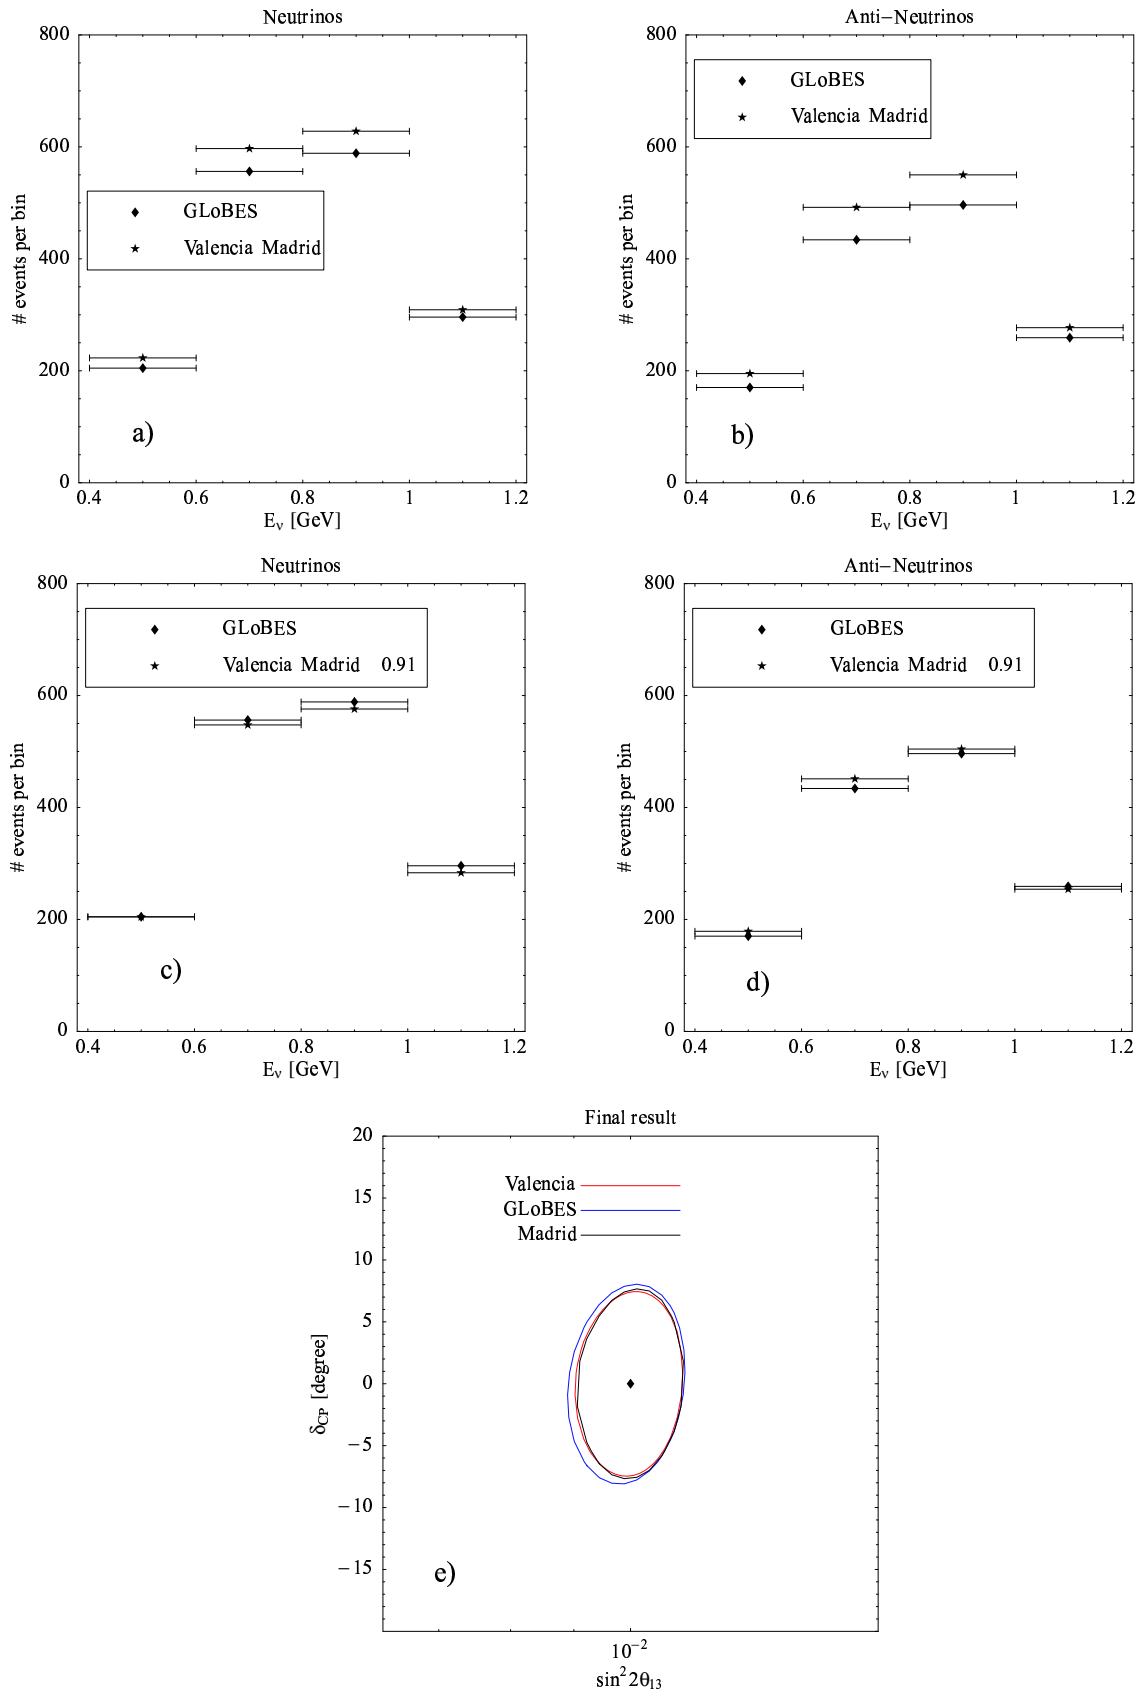 Neutrinos
800
600
400
200
0
# events per bin
GLoBES
Valencia Madrid
a)
0.4 0.6 0.8 1 1.2
Eν [GeV]
Anti−Neutrinos
800
600
400
200
0
# events per bin
GLoBES
Valencia Madrid
b)
0.4 0.6 0.8 1 1.2
Eν [GeV]
Neutrinos
800
600
400
200
0
# events per bin
GLoBES
Valencia Madrid 0.91
c)
0.4 0.6 0.8 1 1.2
Eν [GeV]
Anti−Neutrinos
800
600
400
200
0
# events per bin
GLoBES
Valencia Madrid 0.91
d)
0.4 0.6 0.8 1 1.2
Eν [GeV]
Final result
20
15
10
5
0
−5
−10
−15
δCP [degree]
Valencia
GLoBES
Madrid
e)
10⁻²
sin²2θ₁₃